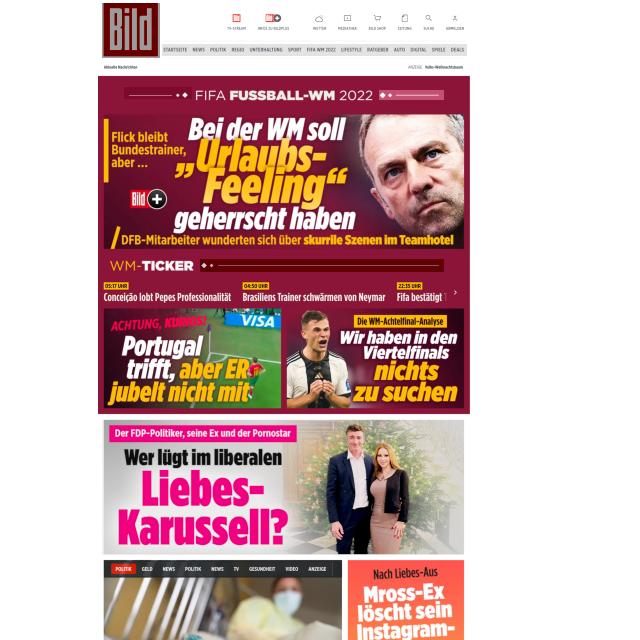 Bild
TV-STREAM
INFOS ZU BILDPLUS
WETTER
MEDIATHEK
BILD SHOP
ZEITUNG
SUCHE
ANMELDEN
STARTSEITE NEWS POLITIK REGIO UNTERHALTUNG SPORT FIFA WM 2022 LIFESTYLE RATGEBER AUTO DIGITAL SPIELE DEALS
Aktuelle Nachrichten
ANZEIGE Volks-Weihnachtsbaum
FIFA FUSSBALL-WM 2022
Flick bleibt
Bundestrainer,
aber ...
Bei der WM soll
„Urlaubs-
Feeling“
geherrscht haben
Bild +
DFB-Mitarbeiter wunderten sich über skurrile Szenen im Teamhotel
WM-TICKER
05:17 UHR
Conceição lobt Pepes Professionalität
04:50 UHR
Brasiliens Trainer schwärmen von Neymar
22:35 UHR
Fifa bestätigt
ACHTUNG, KURIOS!
VISA
Portugal
trifft, aber ER
jubelt nicht mit
Die WM-Achtelfinal-Analyse
Wir haben in den
Viertelfinals
nichts
zu suchen
Der FDP-Politiker, seine Ex und der Pornostar
Wer lügt im liberalen
Liebes-
Karussell?
POLITIK GELD NEWS POLITIK NEWS TV GESUNDHEIT VIDEO ANZEIGE
Nach Liebes-Aus
Mross-Ex
löscht sein
Instagram-